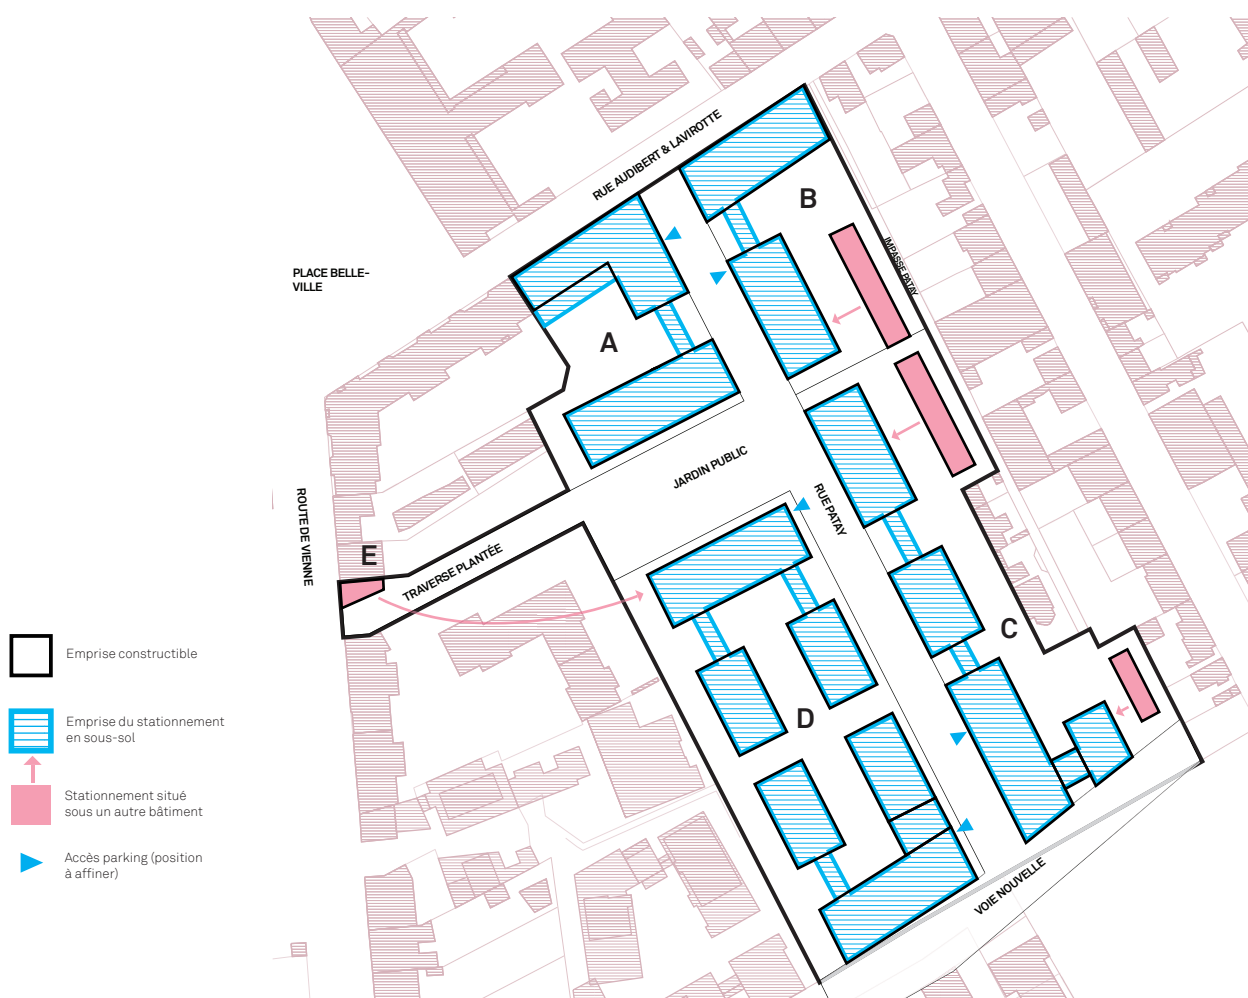 RUE AUDIBERT & LAVIROTTE
B
PLACE BELLE-
VILLE
IMPASSE PATAY
A
JARDIN PUBLIC
RUE PATAY
ROUTE DE VIENNE
E
TRAVERSE PLANTÉE
C
D
VOIE NOUVELLE
Emprise constructible
Emprise du stationnement
en sous-sol
Stationnement situé
sous un autre bâtiment
Accès parking (position
à affiner)